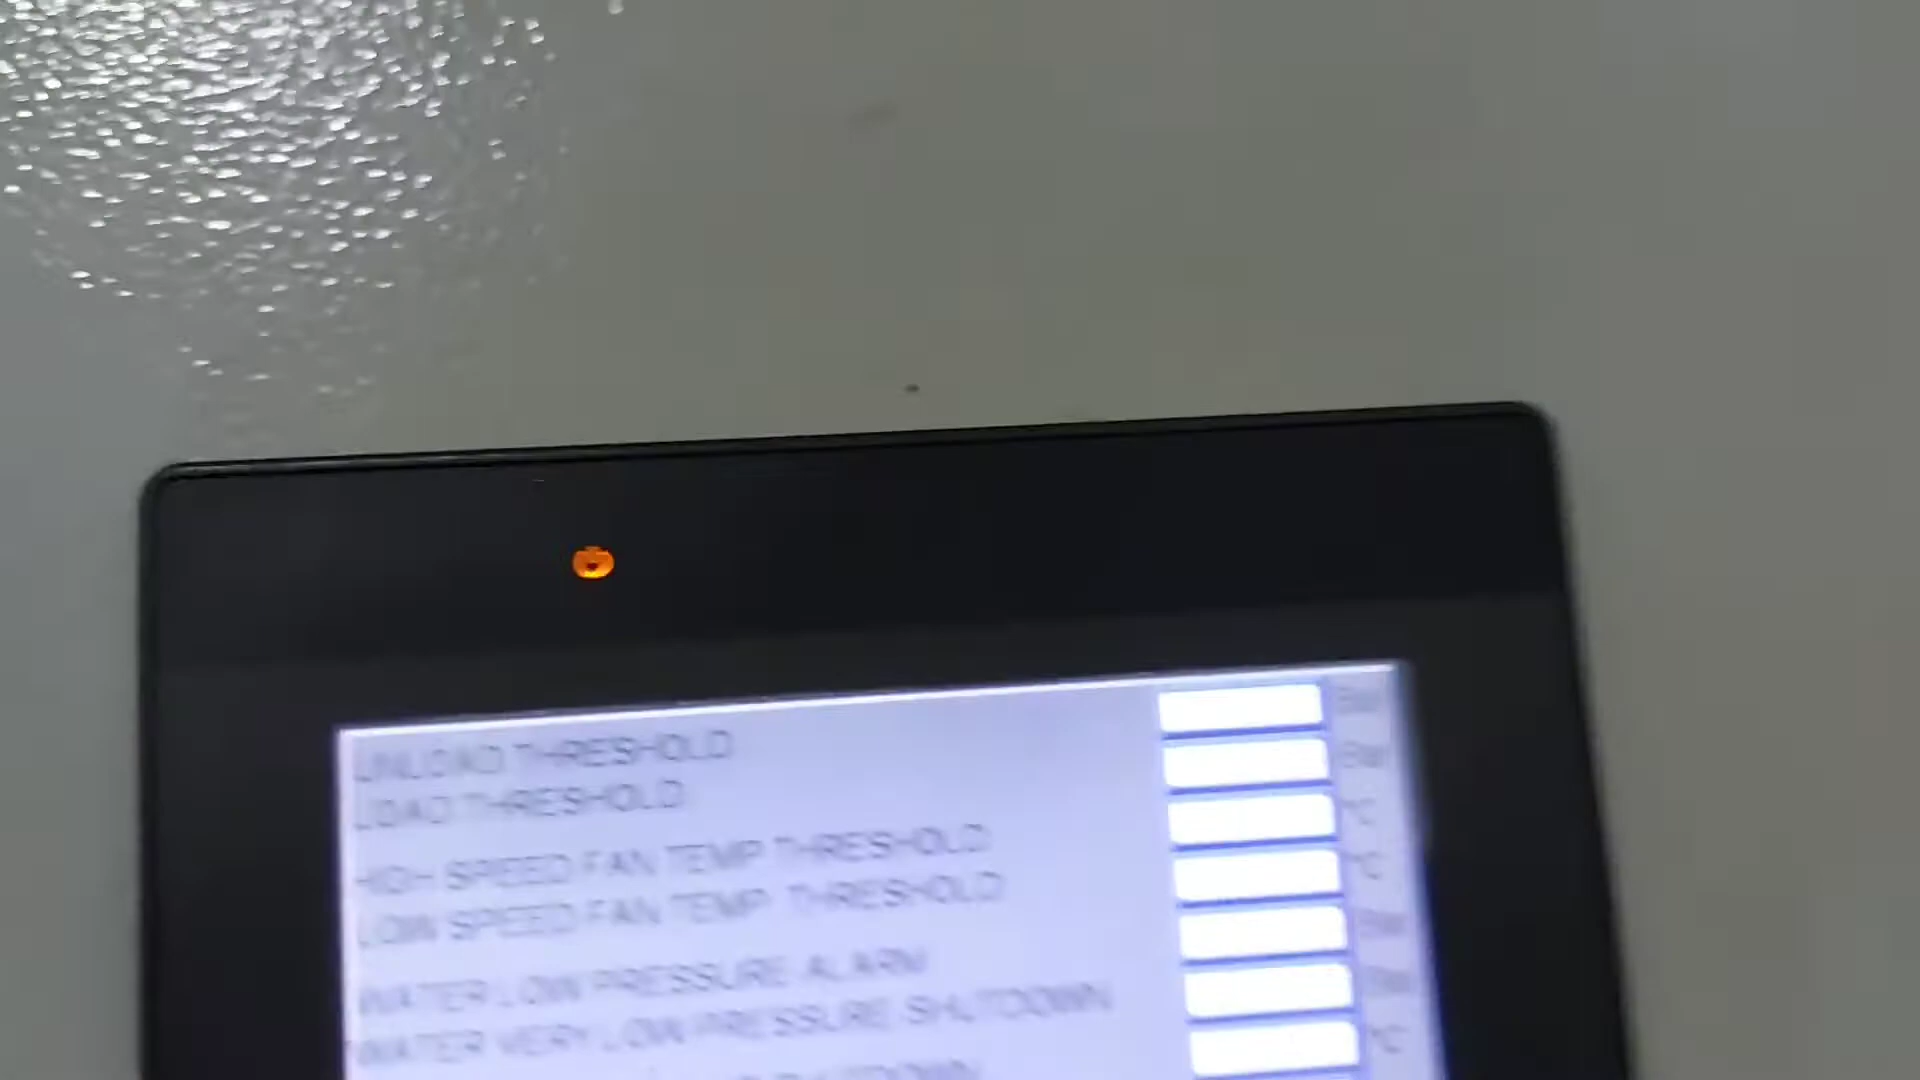 UNLOAD THRESHOLD
LOAD THRESHOLD
°C
HIGH SPEED FAN TEMP THRESHOLD
°C
LOW SPEED FAN TEMP THRESHOLD
WATER LOW PRESSURE ALARM
WATER VERY LOW PRESSURE SHUTDOWN
°C
SHUTDOWN